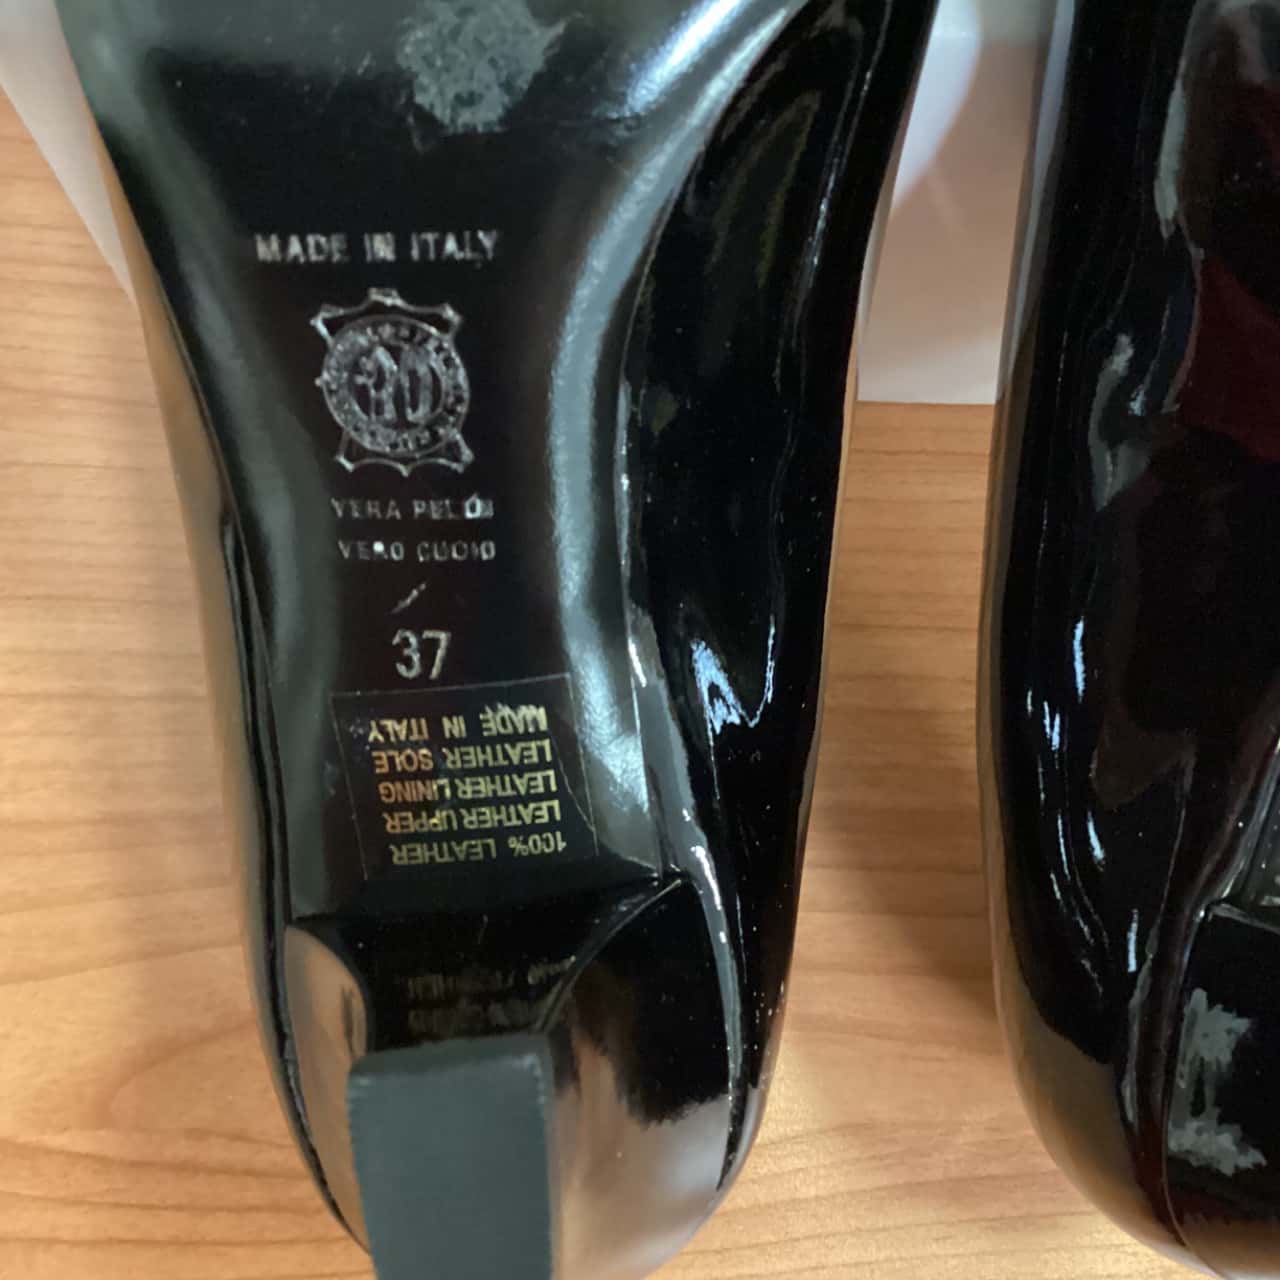 MADE IN ITALY
VERA PELLE
VERO CUOIO
37
100% LEATHER
LEATHER UPPER
LEATHER LINING
LEATHER SOLE
MADE IN ITALY